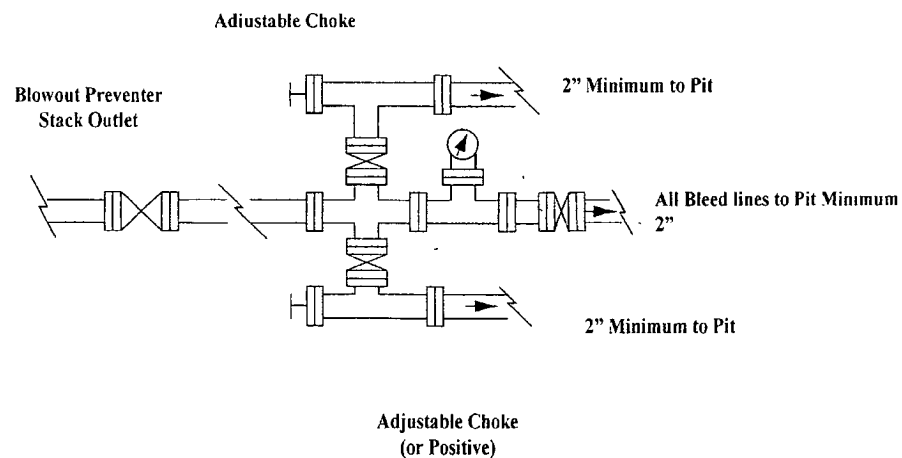 Adiustable Choke
2” Minimum to Pit
Blowout Preventer
Stack Outlet
All Bleed lines to Pit Minimum
2”
2” Minimum to Pit
Adjustable Choke
(or Positive)